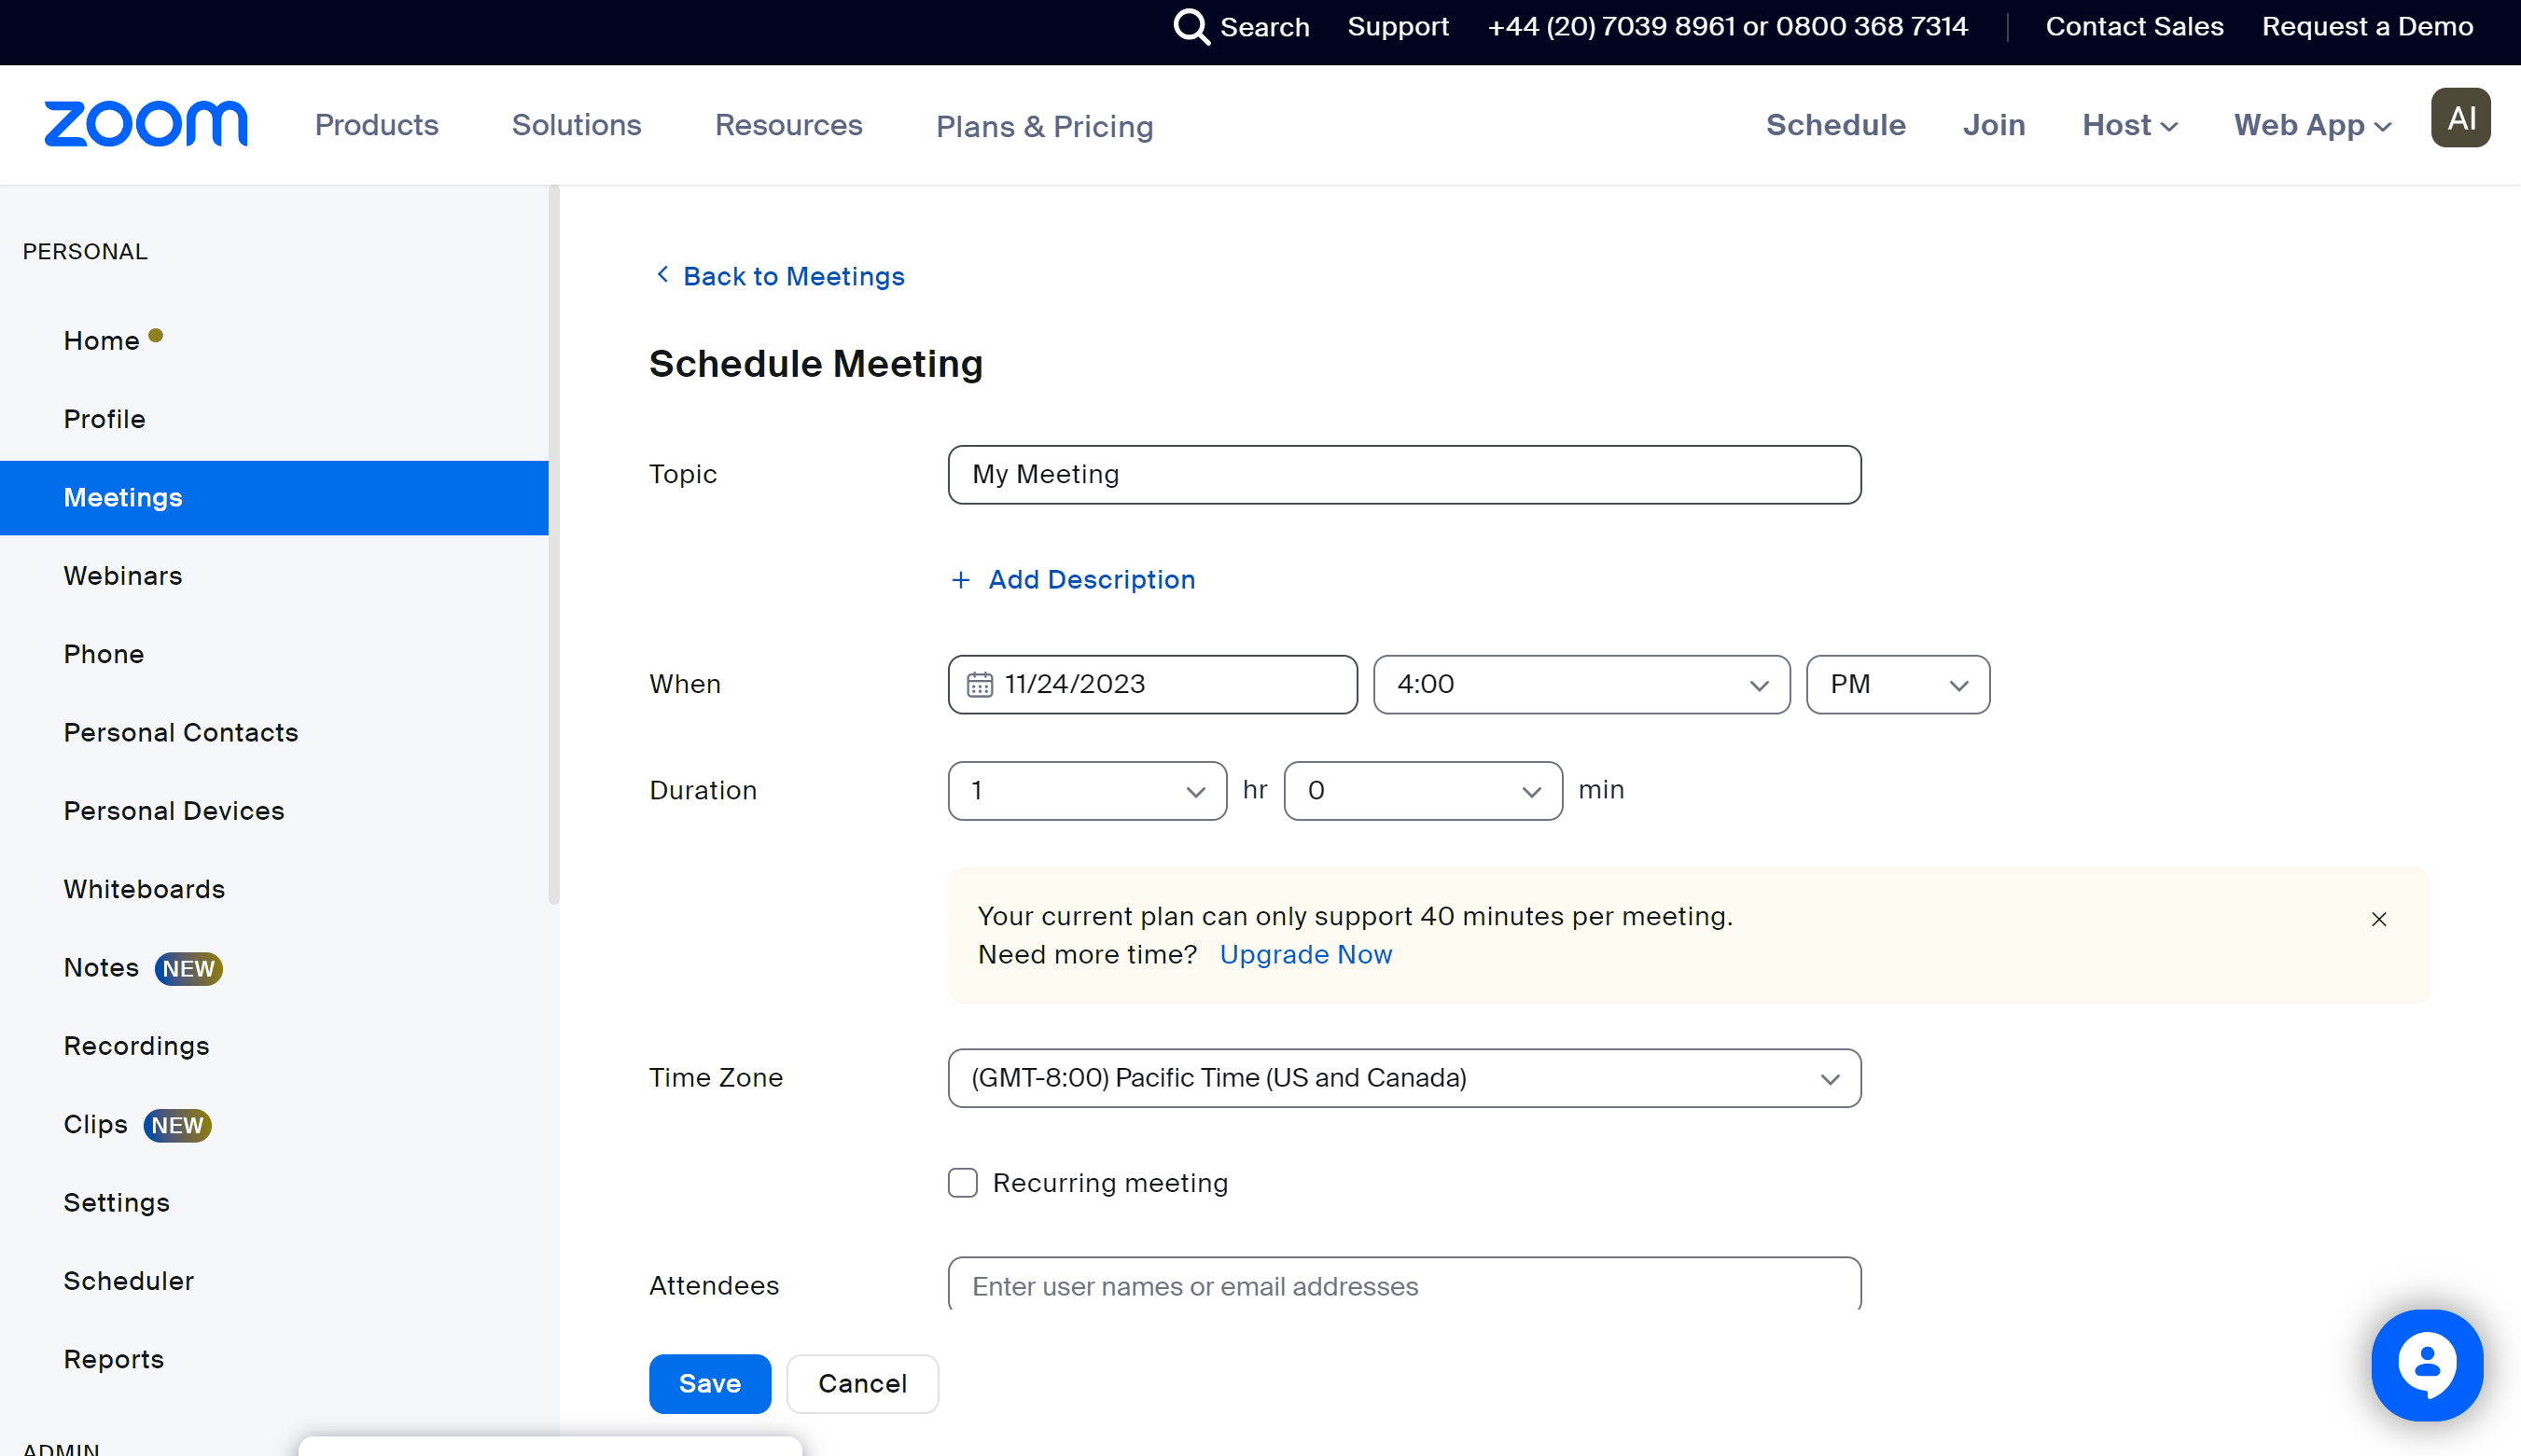 Search Support +44 (20) 7039 8961 or 0800 368 7314 Contact Sales Request a Demo
zoom Products Solutions Resources Plans & Pricing Schedule Join Host Web App AI
PERSONAL
Home
Profile
Meetings
Webinars
Phone
Personal Contacts
Personal Devices
Whiteboards
Notes NEW
Recordings
Clips NEW
Settings
Scheduler
Reports
ADMIN
Back to Meetings
Schedule Meeting
Topic My Meeting
+ Add Description
When 11/24/2023 4:00 PM
Duration 1 hr 0 min
Your current plan can only support 40 minutes per meeting.
Need more time? Upgrade Now
Time Zone (GMT-8:00) Pacific Time (US and Canada)
Recurring meeting
Attendees Enter user names or email addresses
Save Cancel